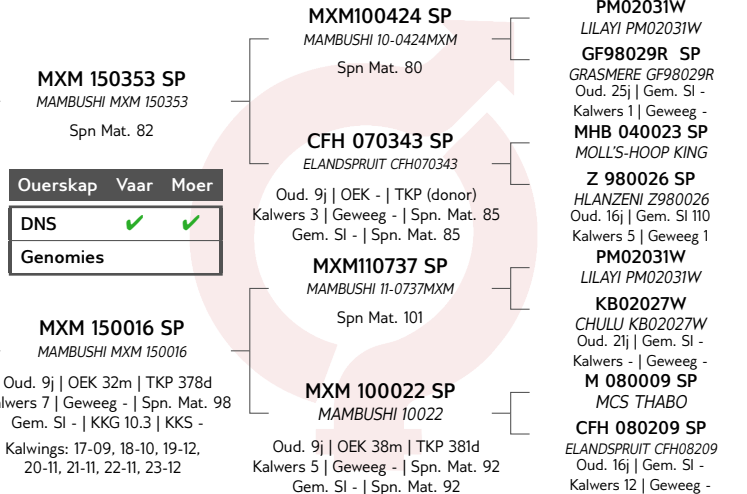 MXM 150353 SP
MAMBUSHI MXM 150353
Spn Mat. 82
Ouerskap Vaar Moer
DNS ✔ ✔
Genomies
MXM 150016 SP
MAMBUSHI MXM 150016
Oud. 9j | OEK 32m | TKP 378d
alwers 7 | Geweeg - | Spn. Mat. 98
Gem. SI - | KKG 10.3 | KKS -
Kalwings: 17-09, 18-10, 19-12,
20-11, 21-11, 22-11, 23-12
MXM100424 SP
MAMBUSHI 10-0424MXM
Spn Mat. 80
CFH 070343 SP
ELANDSPRUIT CFH070343
Oud. 9j | OEK - | TKP (donor)
Kalwers 3 | Geweeg - | Spn. Mat. 85
Gem. SI - | Spn. Mat. 85
MXM110737 SP
MAMBUSHI 11-0737MXM
Spn Mat. 101
MXM 100022 SP
MAMBUSHI 10022
Oud. 9j | OEK 38m | TKP 381d
Kalwers 5 | Geweeg - | Spn. Mat. 92
Gem. SI - | Spn. Mat. 92
PM02031W
LILAYI PM02031W
GF98029R SP
GRASMERE GF98029R
Oud. 25j | Gem. SI -
Kalwers 1 | Geweeg -
MHB 040023 SP
MOLL'S-HOOP KING
Z 980026 SP
HLANZENI Z980026
Oud. 16j | Gem. SI 110
Kalwers 5 | Geweeg 1
PM02031W
LILAYI PM02031W
KB02027W
CHULU KB02027W
Oud. 21j | Gem. SI -
Kalwers - | Geweeg -
M 080009 SP
MCS THABO
CFH 080209 SP
ELANDSPRUIT CFH08209
Oud. 16j | Gem. SI -
Kalwers 12 | Geweeg -